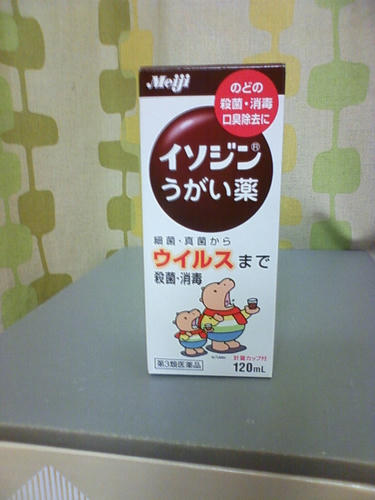 Meiji
のどの
殺菌・消毒
口臭除去に
イソジン®
うがい薬
細菌・真菌から
ウイルスまで
殺菌・消毒
計量カップ付
第3類医薬品
120mL